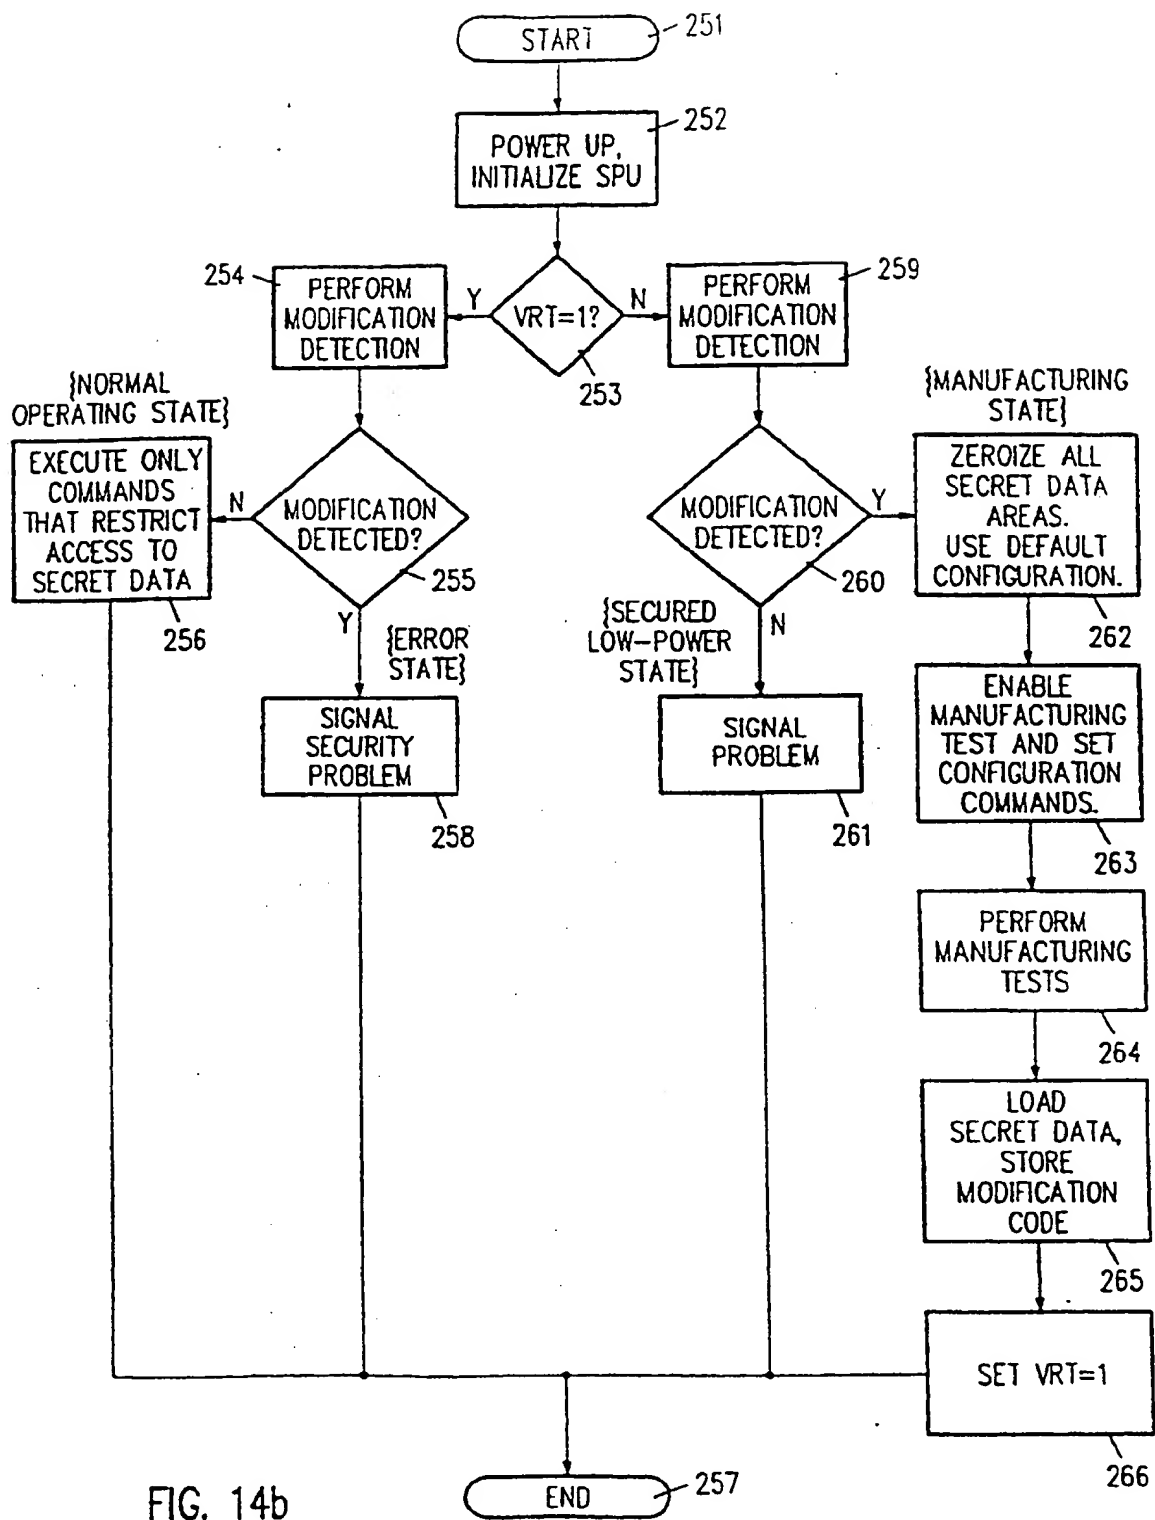 START
251
POWER UP,
INITIALIZE SPU
252
VRT=1?
253
Y
N
254
PERFORM
MODIFICATION
DETECTION
259
PERFORM
MODIFICATION
DETECTION
{NORMAL
OPERATING STATE}
EXECUTE ONLY
COMMANDS
THAT RESTRICT
ACCESS TO
SECRET DATA
256
N
MODIFICATION
DETECTED?
255
Y
{ERROR
STATE}
SIGNAL
SECURITY
PROBLEM
258
MODIFICATION
DETECTED?
260
Y
N
{SECURED
LOW-POWER
STATE}
SIGNAL
PROBLEM
261
{MANUFACTURING
STATE}
ZEROIZE ALL
SECRET DATA
AREAS.
USE DEFAULT
CONFIGURATION.
262
ENABLE
MANUFACTURING
TEST AND SET
CONFIGURATION
COMMANDS.
263
PERFORM
MANUFACTURING
TESTS
264
LOAD
SECRET DATA,
STORE
MODIFICATION
CODE
265
SET VRT=1
266
END
257
FIG. 14b